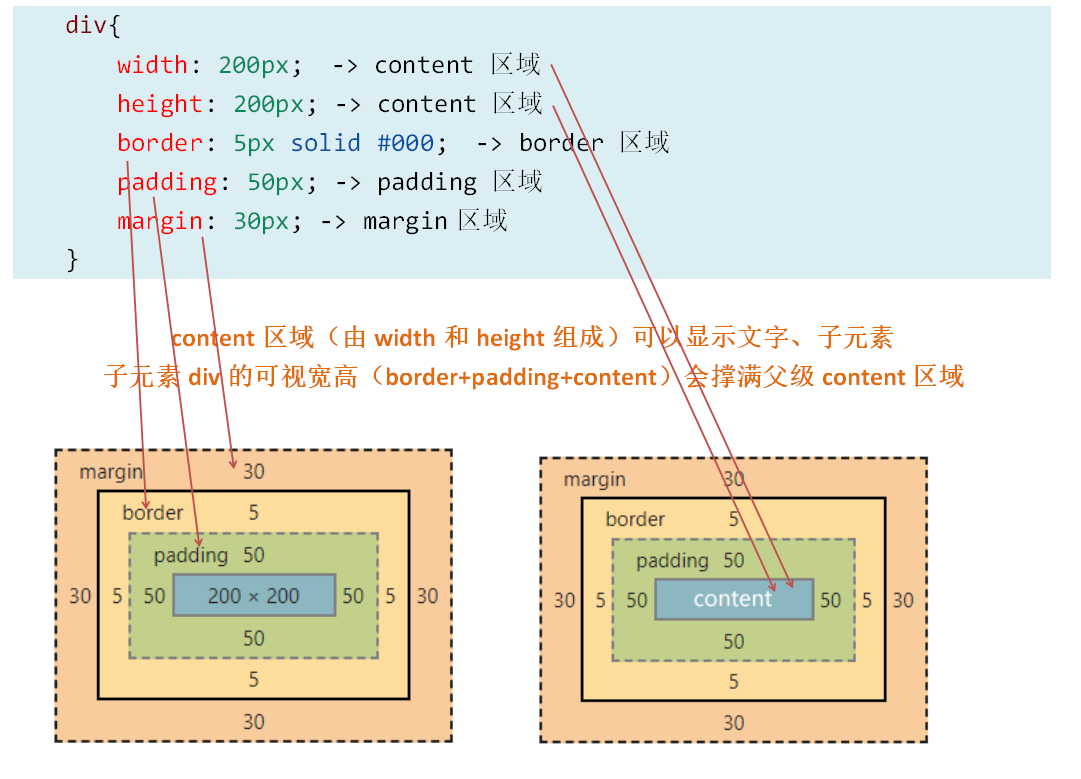 div{
width: 200px; -> content 区域
height: 200px; -> content 区域
border: 5px solid #000; -> border 区域
padding: 50px; -> padding 区域
margin: 30px; -> margin 区域
}
content 区域（由 width 和 height 组成）可以显示文字、子元素
子元素 div 的可视宽高（border+padding+content）会撑满父级 content 区域
margin 30
border 5
padding 50
30 5 50 200 × 200 50 5 30
50
5
30
margin 30
border 5
padding 50
30 5 50 content 50 5 30
50
5
30